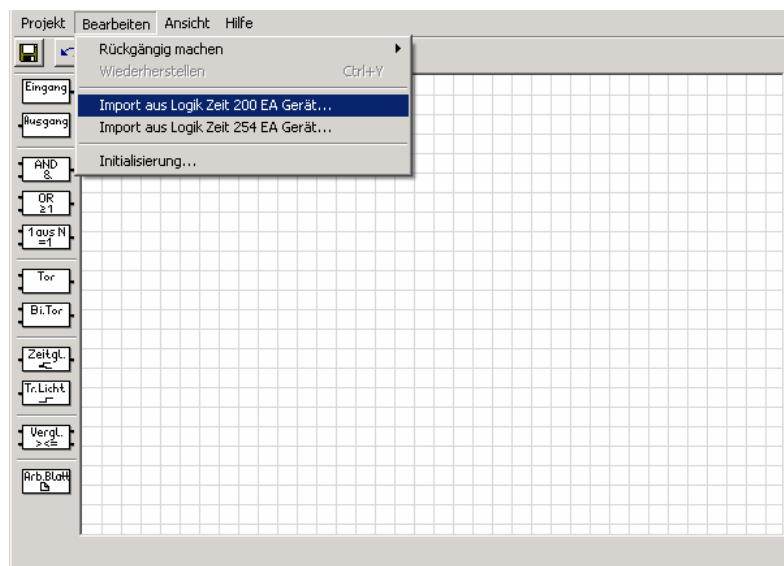 Projekt Bearbeiten Ansicht Hilfe
Rückgängig machen
Wiederherstellen Ctrl+Y
Import aus Logik Zeit 200 EA Gerät...
Import aus Logik Zeit 254 EA Gerät...
Initialisierung...
Eingang
Ausgang
AND
&
OR
≥1
1 aus N
=1
Tor
Bi.Tor
Zeitgl.
Tr.Licht
Vergl.
><=
Arb.Blatt